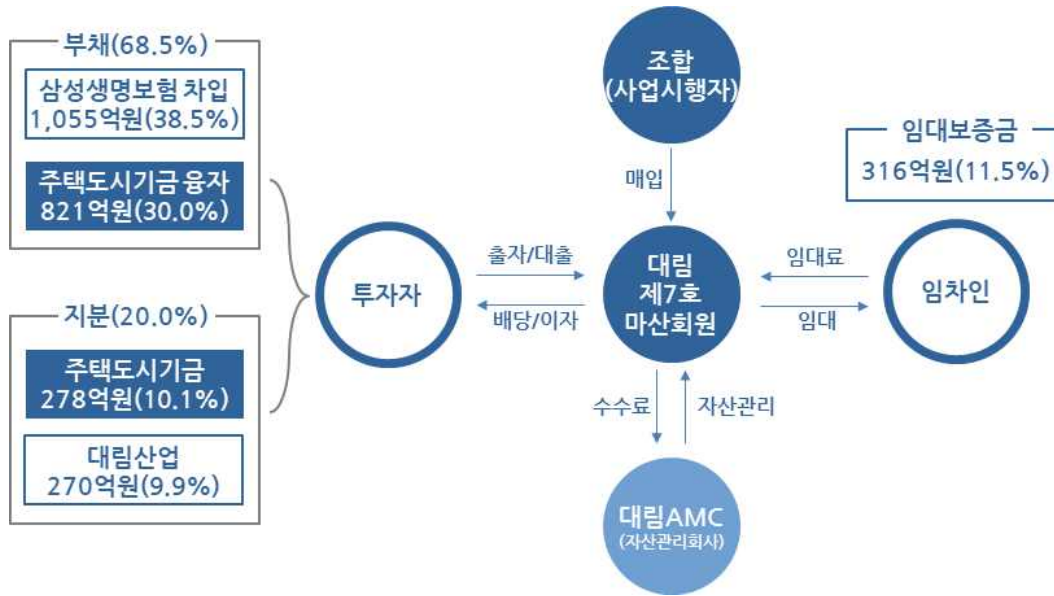 부채(68.5%)
삼성생명보험 차입
1,055억원(38.5%)
주택도시기금 융자
821억원(30.0%)
지분(20.0%)
주택도시기금
278억원(10.1%)
대림산업
270억원(9.9%)
투자자
출자/대출
배당/이자
조합
(사업시행자)
매입
대림
제7호
마산회원
수수료
자산관리
대림AMC
(자산관리회사)
임대보증금
316억원(11.5%)
임대료
임대
임차인